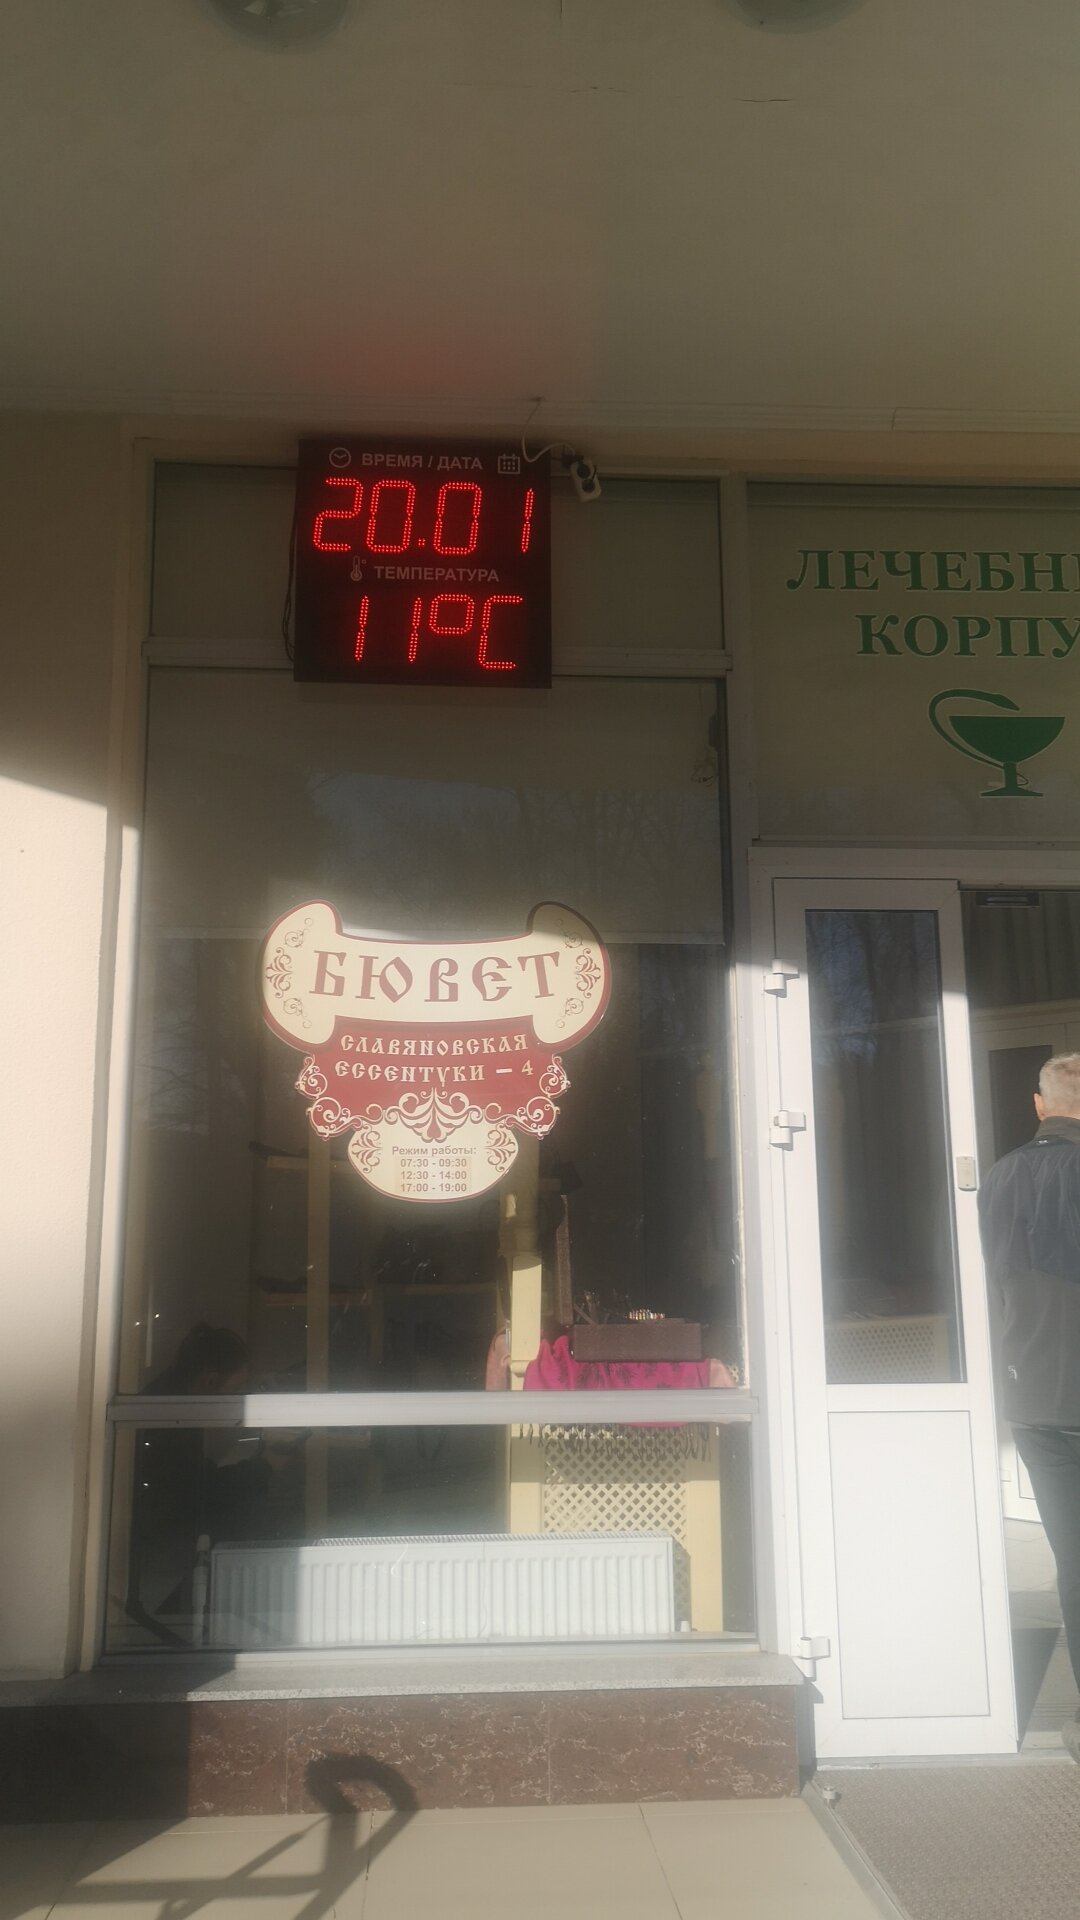 ВРЕМЯ / ДАТА
20.01
ТЕМПЕРАТУРА
11°C
БЮВЕТ
СЛАВЯНОВСКАЯ
ЕССЕНТУКИ – 4
Режим работы:
07:30 - 09:30
12:30 - 14:00
17:00 - 19:00
ЛЕЧЕБН
КОРПУ